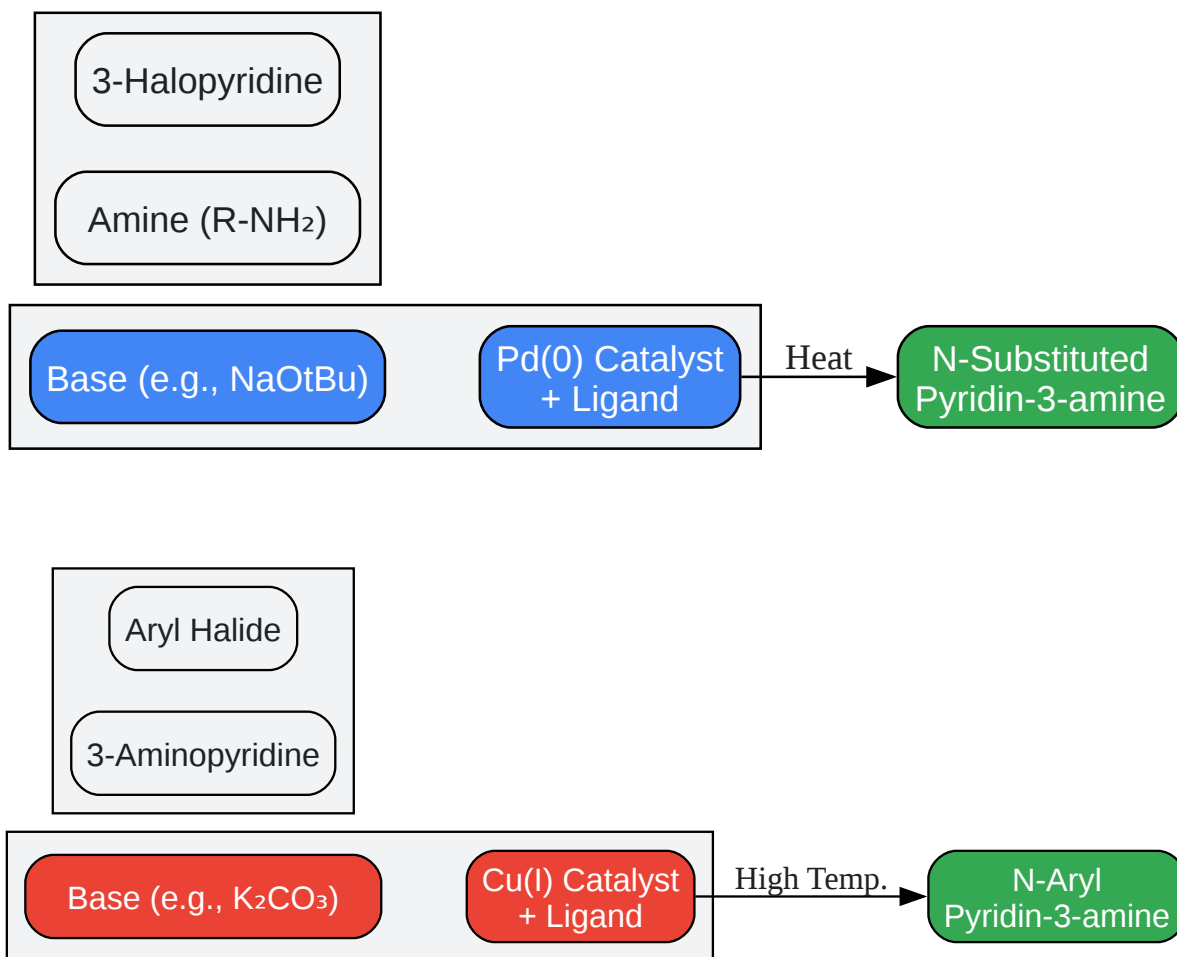 3-Halopyridine
Amine (R-NH₂)
Base (e.g., NaOtBu)
Pd(0) Catalyst
+ Ligand
Heat
N-Substituted
Pyridin-3-amine
Aryl Halide
3-Aminopyridine
Base (e.g., K₂CO₃)
Cu(I) Catalyst
+ Ligand
High Temp.
N-Aryl
Pyridin-3-amine